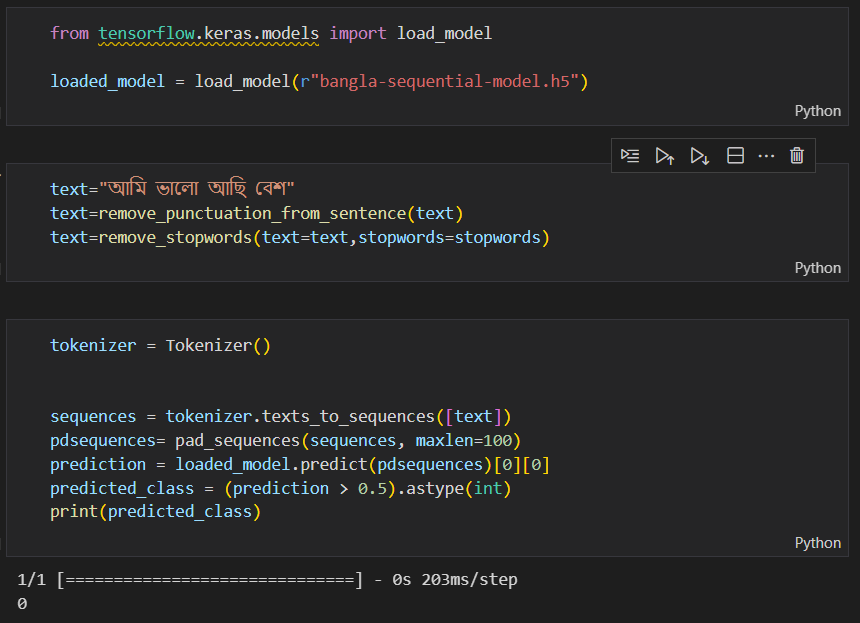 from tensorflow.keras.models import load_model
loaded_model = load_model(r"bangla-sequential-model.h5")
Python
text="আমি ভালো আছি বেশ"
text=remove_punctuation_from_sentence(text)
text=remove_stopwords(text=text,stopwords=stopwords)
Python
tokenizer = Tokenizer()
sequences = tokenizer.texts_to_sequences([text])
pdsequences= pad_sequences(sequences, maxlen=100)
prediction = loaded_model.predict(pdsequences)[0][0]
predicted_class = (prediction > 0.5).astype(int)
print(predicted_class)
Python
1/1 [==============================] - 0s 203ms/step
0